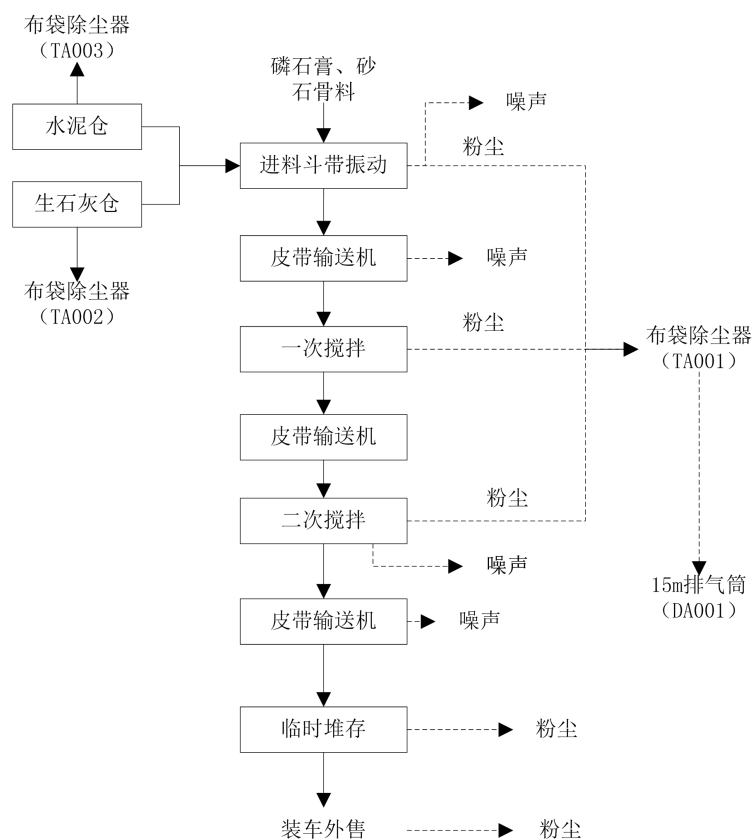 布袋除尘器
(TA003)
磷石膏、砂
石骨料
噪声
水泥仓
粉尘
进料斗带振动
生石灰仓
皮带输送机
噪声
布袋除尘器
(TA002)
粉尘
一次搅拌
布袋除尘器
(TA001)
皮带输送机
粉尘
二次搅拌
噪声
15m排气筒
(DA001)
皮带输送机
噪声
临时堆存
粉尘
装车外售
粉尘